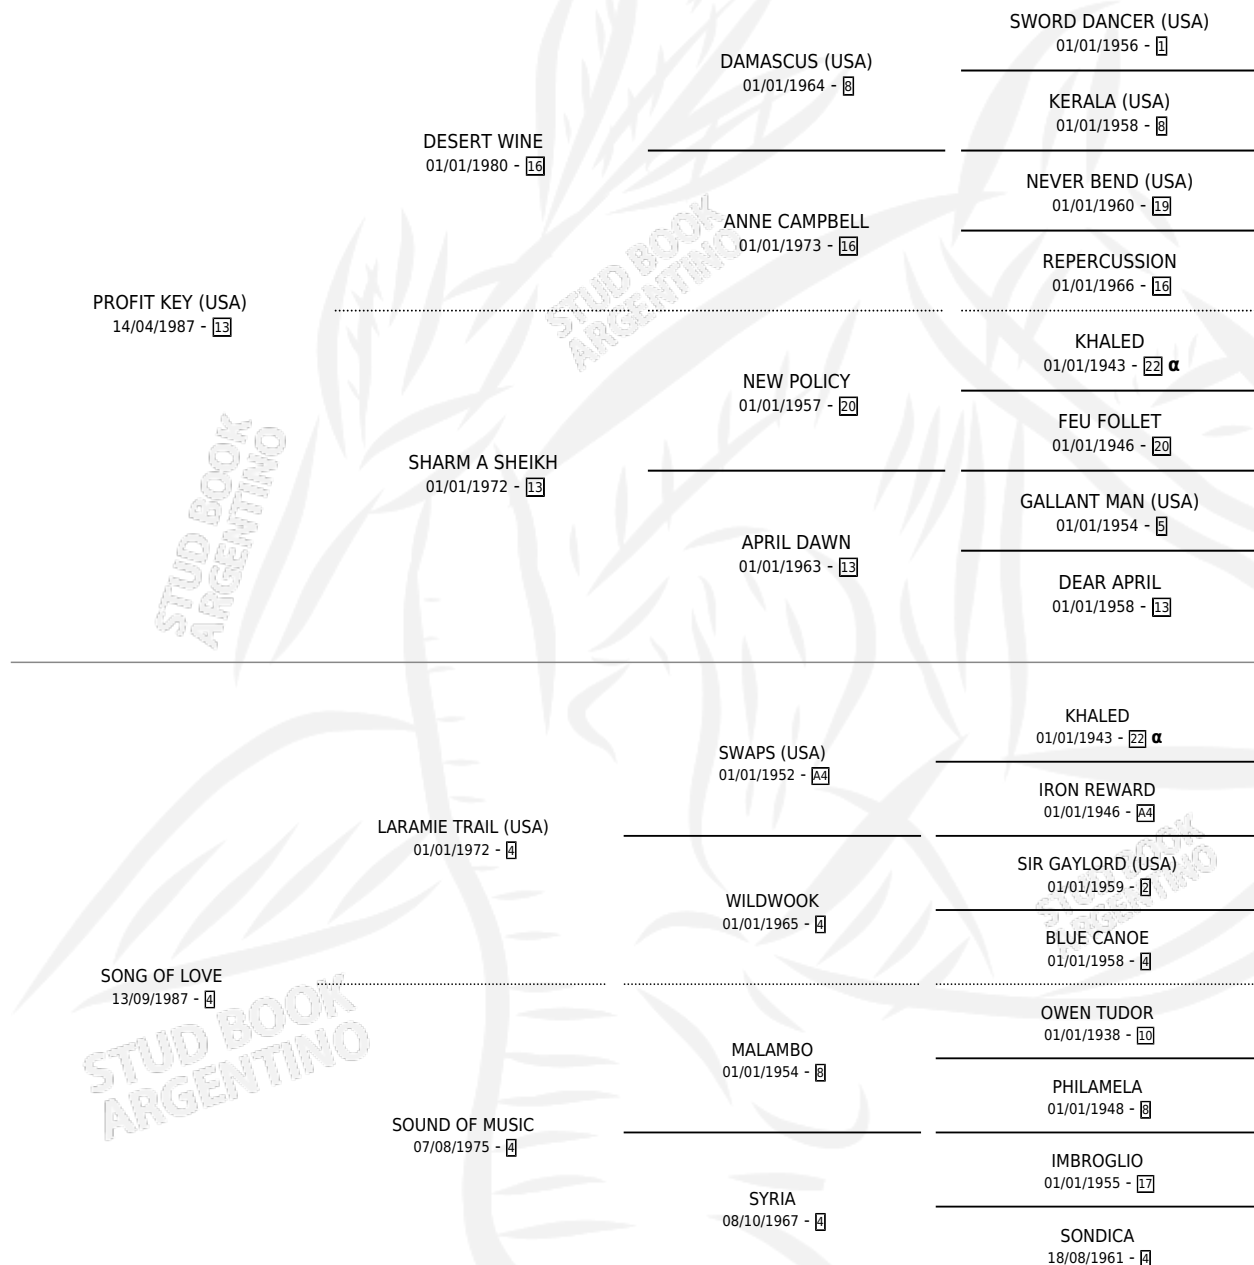 SWORD DANCER (USA)
01/01/1956 - 1
DAMASCUS (USA)
01/01/1964 - 8
KERALA (USA)
01/01/1958 - 8
DESERT WINE
01/01/1980 - 16
NEVER BEND (USA)
01/01/1960 - 19
ANNE CAMPBELL
01/01/1973 - 16
REPERCUSSION
01/01/1966 - 16
PROFIT KEY (USA)
14/04/1987 - 13
KHALED
01/01/1943 - 22 α
NEW POLICY
01/01/1957 - 20
FEU FOLLET
01/01/1946 - 20
SHARM A SHEIKH
01/01/1972 - 13
GALLANT MAN (USA)
01/01/1954 - 5
APRIL DAWN
01/01/1963 - 13
DEAR APRIL
01/01/1958 - 13
KHALED
01/01/1943 - 22 α
SWAPS (USA)
01/01/1952 - A4
IRON REWARD
01/01/1946 - A4
LARAMIE TRAIL (USA)
01/01/1972 - 4
SIR GAYLORD (USA)
01/01/1959 - 2
WILDWOOK
01/01/1965 - 4
BLUE CANOE
01/01/1958 - 4
SONG OF LOVE
13/09/1987 - 4
OWEN TUDOR
01/01/1938 - 10
MALAMBO
01/01/1954 - 8
PHILAMELA
01/01/1948 - 8
SOUND OF MUSIC
07/08/1975 - 4
IMBROGLIO
01/01/1955 - 17
SYRIA
08/10/1967 - 4
SONDICA
18/08/1961 - 4
STUD BOOK
ARGENTINO
STUD BOOK
ARGENTINO
STUD BOOK
ARGENTINO
STUD BOOK
ARGENTINO